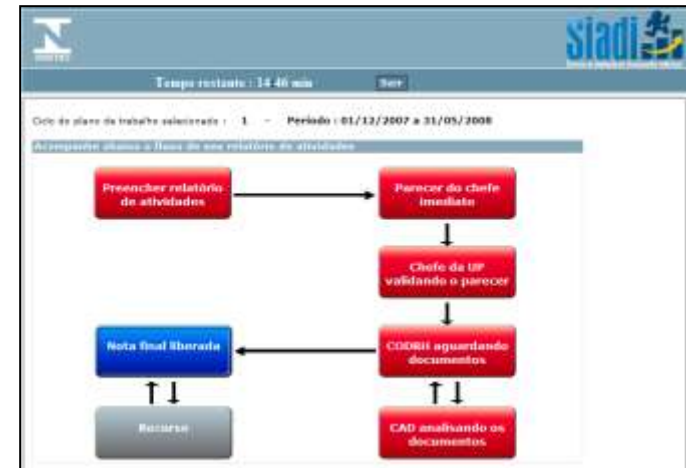 Siadi
Tempo restante : 14:46 min
Sair
Ciclo do plano de trabalho selecionado : 1 - Período : 01/12/2007 a 31/05/2008
Acompanhe abaixo o fluxo do seu relatório de atividades
Preencher relatório
de atividades
Parecer do chefe
imediato
Chefe da UP
validando o parecer
Nota final liberada
CODRH aguardando
documentos
Recurso
CAD analisando os
documentos